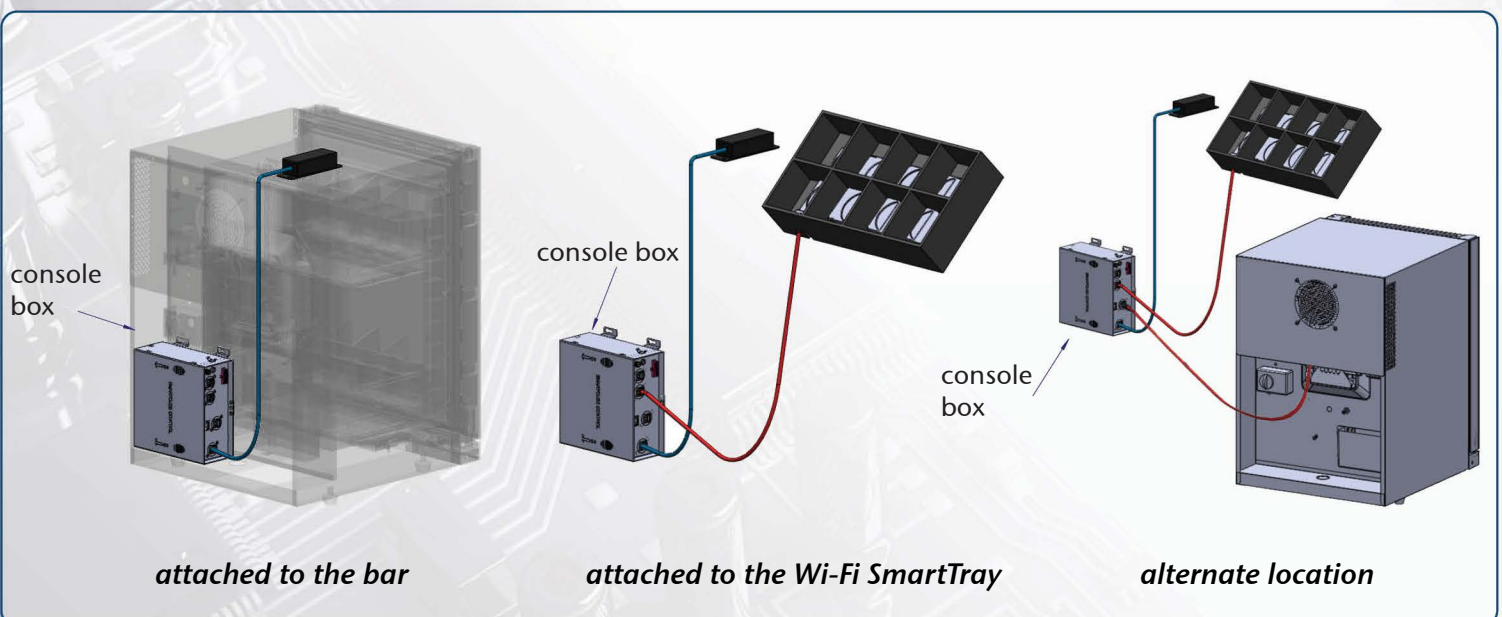 console
box
attached to the bar
console box
attached to the Wi-Fi SmartTray
console
box
alternate location